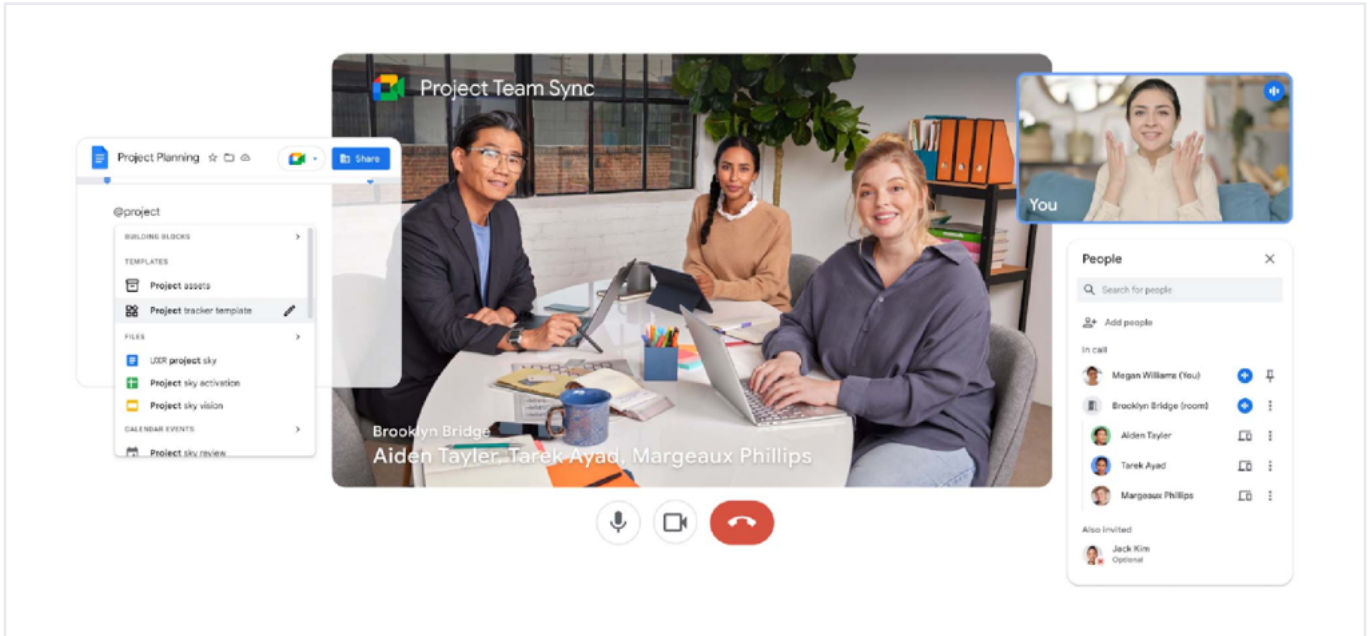 Project Team Sync
Project Planning
Share
@project
BUILDING BLOCKS
TEMPLATES
Project assets
Project tracker template
FILES
UXR project sky
Project sky activation
Project sky vision
CALENDAR EVENTS
Project sky review
Brooklyn Bridge
Aiden Tayler, Tarek Ayad, Margeaux Phillips
You
People
Search for people
Add people
In call
Megan Williams (You)
Brooklyn Bridge (room)
Aiden Tayler
Tarek Ayad
Margeaux Phillips
Also invited
Jack Kim
Optional